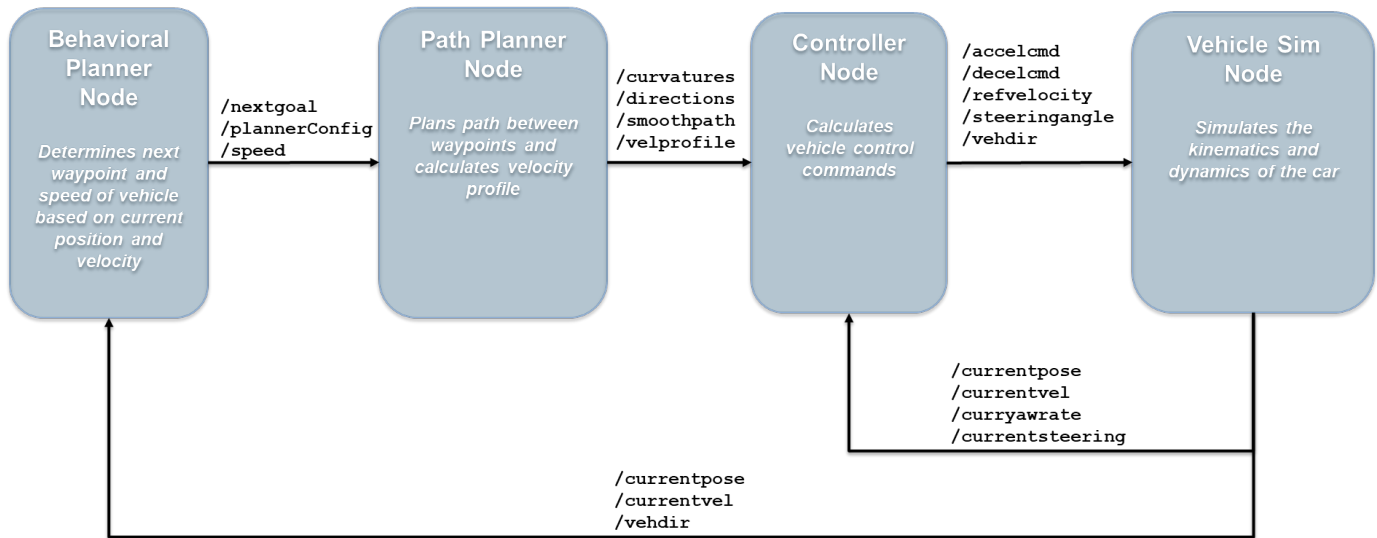 Behavioral
Planner
Node
Determines next
waypoint and
speed of vehicle
based on current
position and
velocity
/nextgoal
/plannerConfig
/speed
Path Planner
Node
Plans path between
waypoints and
calculates velocity
profile
/curvatures
/directions
/smoothpath
/velprofile
Controller
Node
Calculates
vehicle control
commands
/accelcmd
/decelcmd
/refvelocity
/steeringangle
/vehdir
Vehicle Sim
Node
Simulates the
kinematics and
dynamics of the car
/currentpose
/currentvel
/curryawrate
/currentsteering
/currentpose
/currentvel
/vehdir